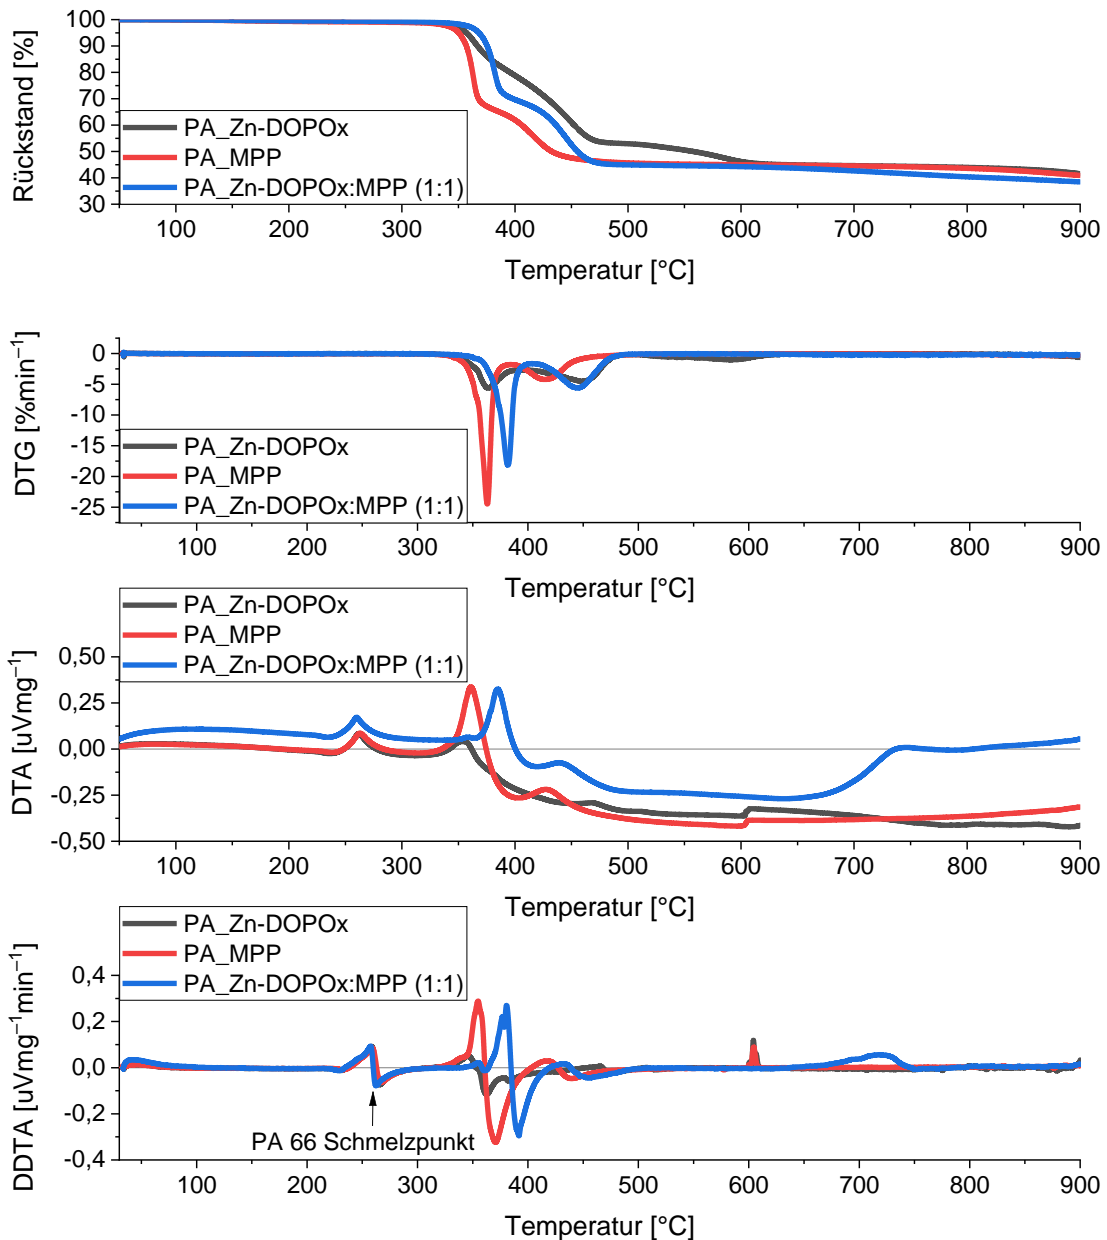 Rückstand [%]
100
90
80
70
60
50
40
30
PA_Zn-DOPOx
PA_MPP
PA_Zn-DOPOx:MPP (1:1)
100 200 300 400 500 600 700 800 900
Temperatur [°C]
DTG [%min⁻¹]
0
-5
-10
-15
-20
-25
PA_Zn-DOPOx
PA_MPP
PA_Zn-DOPOx:MPP (1:1)
100 200 300 400 500 600 700 800 900
Temperatur [°C]
DTA [uVmg⁻¹]
PA_Zn-DOPOx
PA_MPP
PA_Zn-DOPOx:MPP (1:1)
0,50
0,25
0,00
-0,25
-0,50
100 200 300 400 500 600 700 800 900
Temperatur [°C]
DDTA [uVmg⁻¹min⁻¹]
PA_Zn-DOPOx
PA_MPP
PA_Zn-DOPOx:MPP (1:1)
0,4
0,2
0,0
-0,2
-0,4
PA 66 Schmelzpunkt
100 200 300 400 500 600 700 800 900
Temperatur [°C]